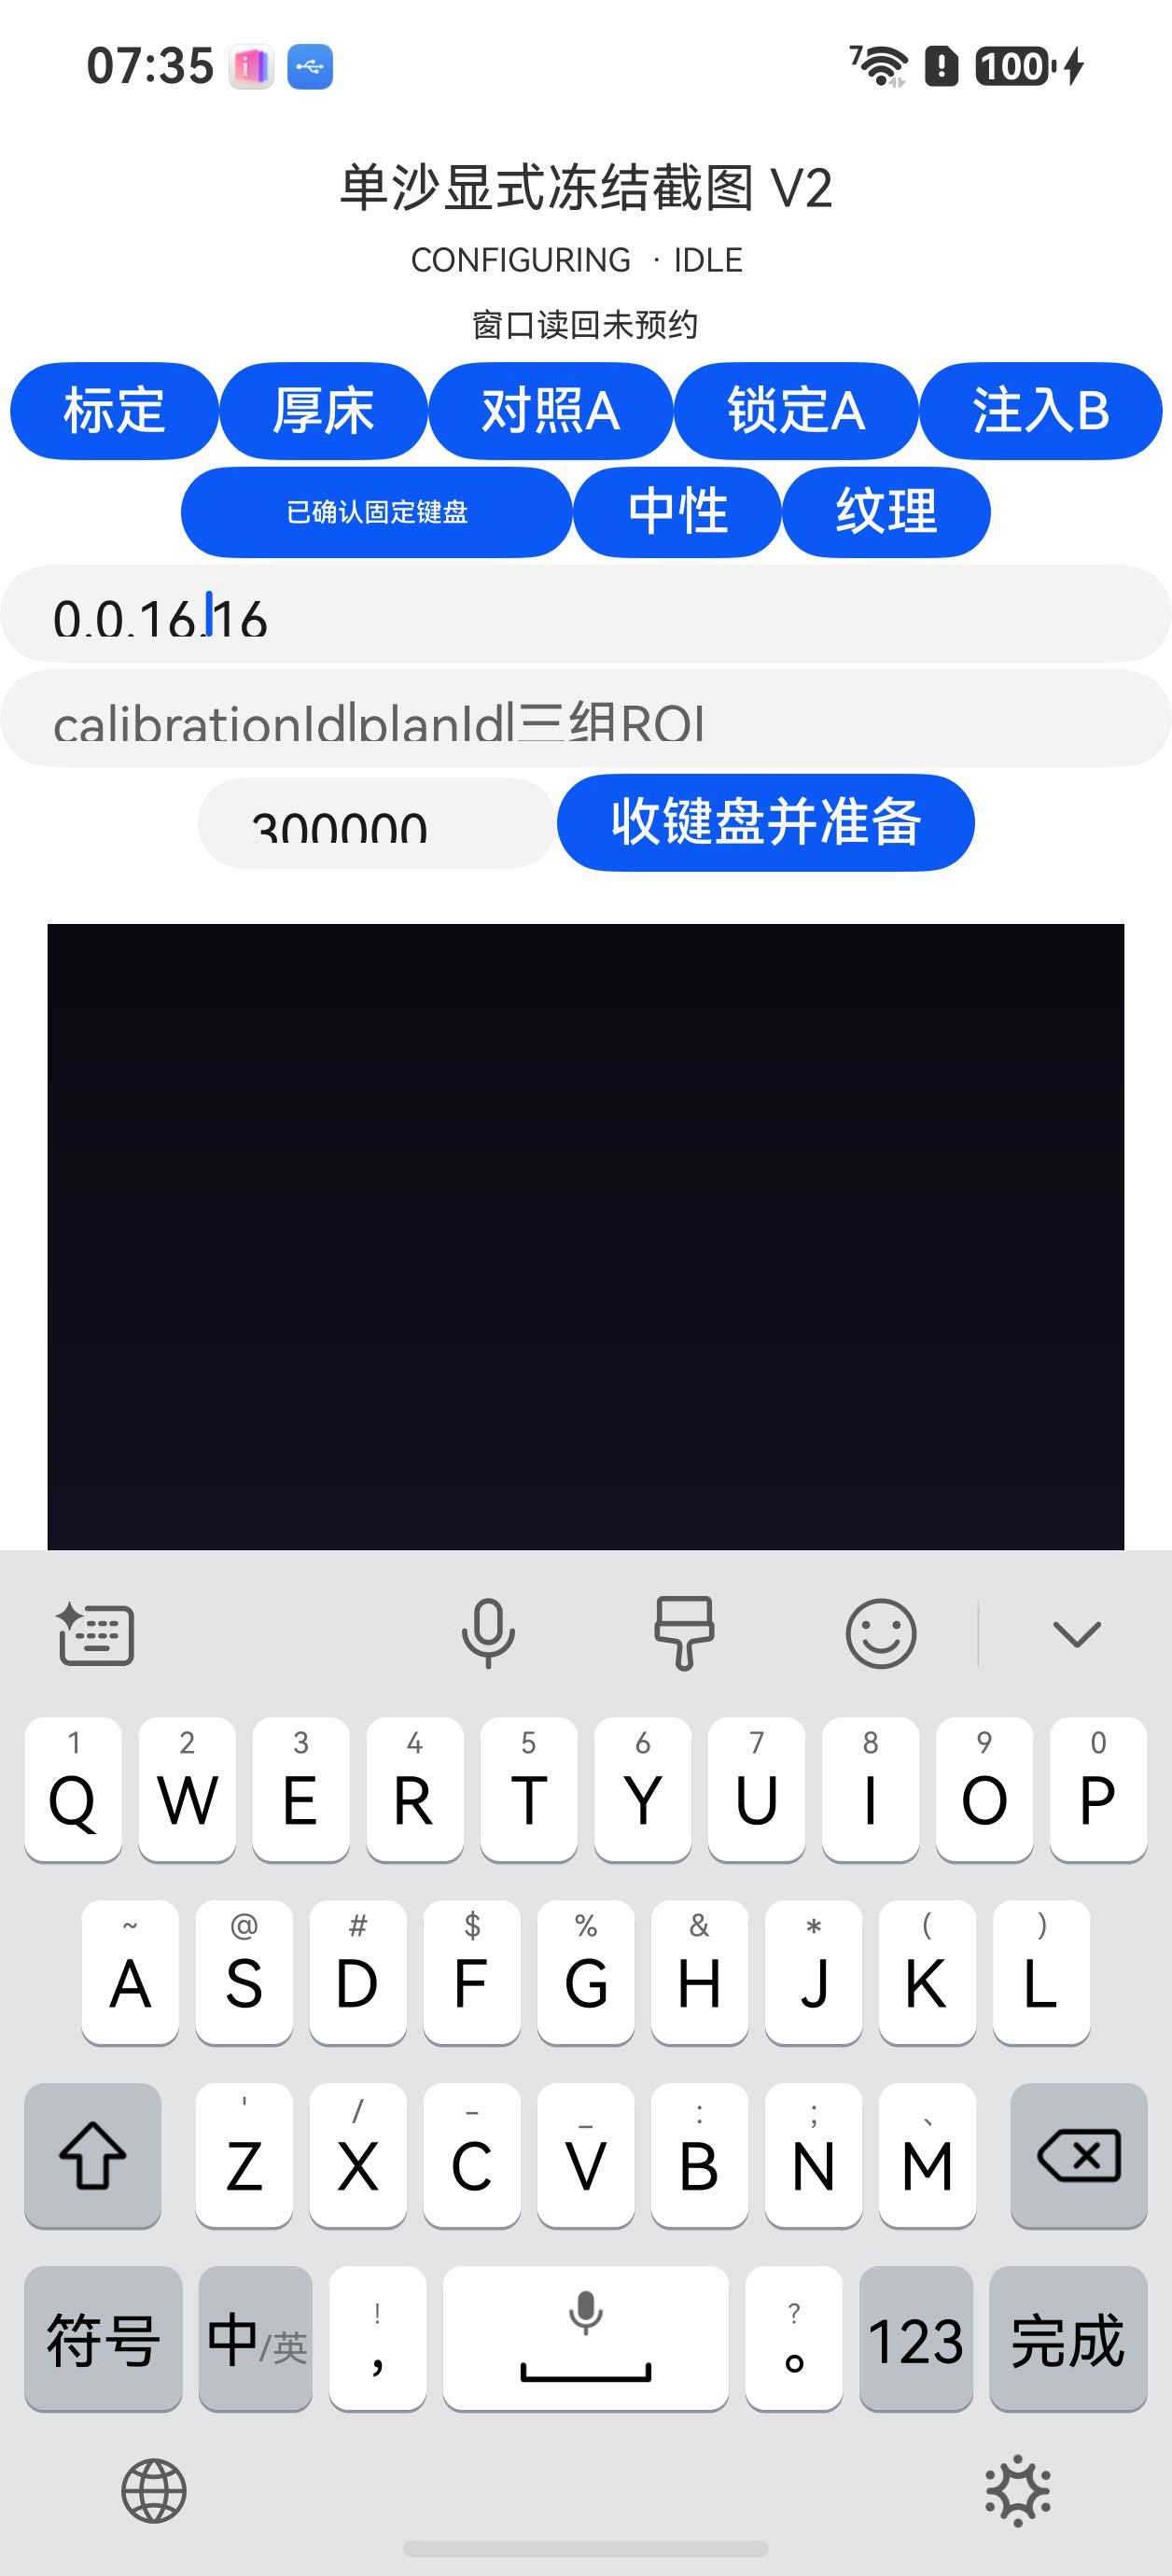 07:35 7 100
单沙显式冻结截图 V2
CONFIGURING · IDLE
窗口读回未预约
标定 厚床 对照A 锁定A 注入B
已确认固定键盘 中性 纹理
0.0.16.16
calibrationId|planId|三组ROI
300000 收键盘并准备
1 2 3 4 5 6 7 8 9 0
Q W E R T Y U I O P
~ @ # $ % & * ( )
A S D F G H J K L
' / - _ : ; 、
Z X C V B N M
! ?
符号 中/英 , 。 123 完成